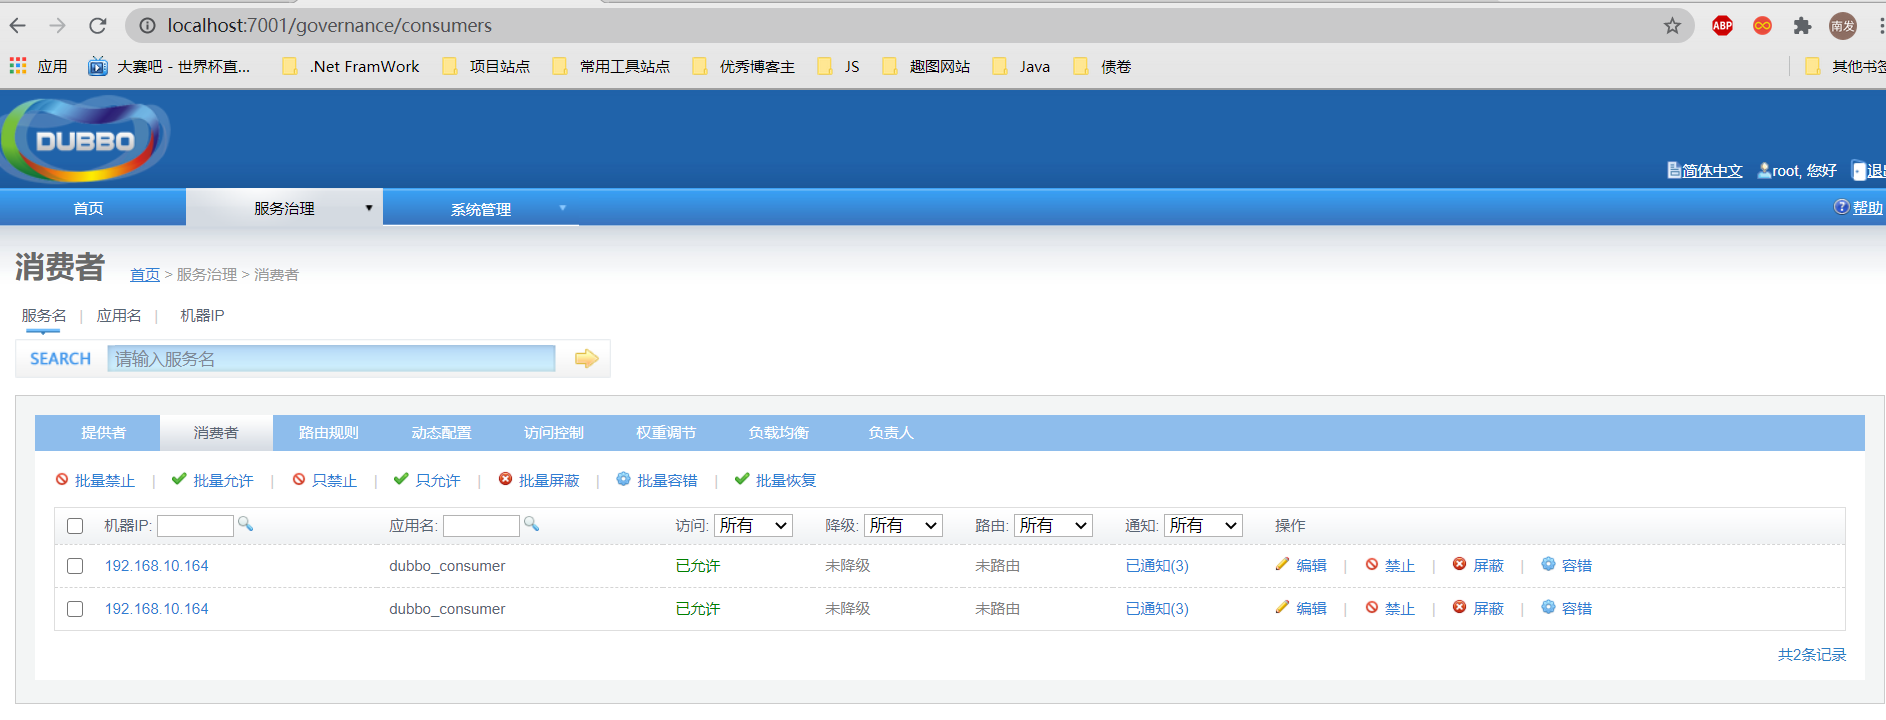 localhost:7001/governance/consumers ABP 南发
应用 大赛吧 - 世界杯直... .Net FramWork 项目站点 常用工具站点 优秀博客主 JS 趣图网站 Java 债卷 其他书签
DUBBO
简体中文 root, 您好 退出
首页 服务治理 系统管理 帮助
消费者 首页 > 服务治理 > 消费者
服务名 | 应用名 | 机器IP
SEARCH 请输入服务名
提供者 消费者 路由规则 动态配置 访问控制 权重调节 负载均衡 负责人
批量禁止 | 批量允许 | 只禁止 | 只允许 | 批量屏蔽 | 批量容错 | 批量恢复
机器IP: 应用名: 访问: 所有 降级: 所有 路由: 所有 通知: 所有 操作
192.168.10.164 dubbo_consumer 已允许 未降级 未路由 已通知(3) 编辑 | 禁止 | 屏蔽 | 容错
192.168.10.164 dubbo_consumer 已允许 未降级 未路由 已通知(3) 编辑 | 禁止 | 屏蔽 | 容错
共2条记录